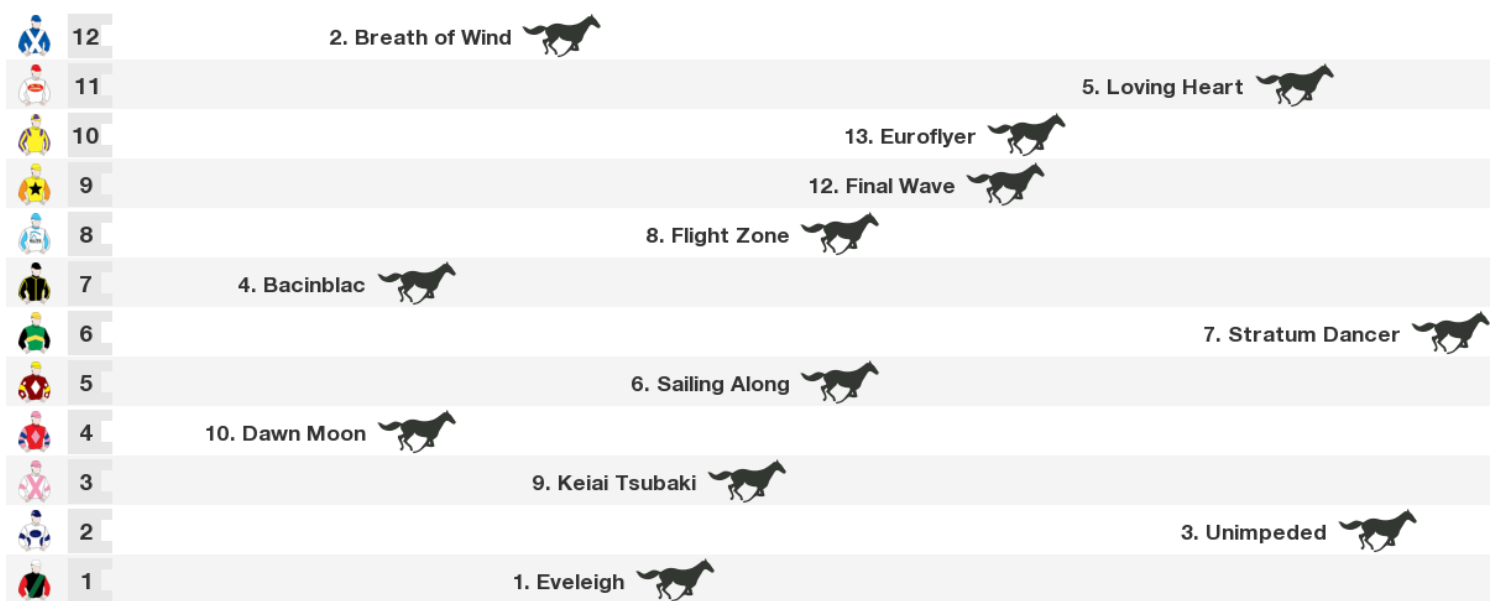 12 2. Breath of Wind
11 5. Loving Heart
10 13. Euroflyer
9 12. Final Wave
8 8. Flight Zone
7 4. Bacinblac
6 7. Stratum Dancer
5 6. Sailing Along
4 10. Dawn Moon
3 9. Keiai Tsubaki
2 3. Unimpeded
1 1. Eveleigh